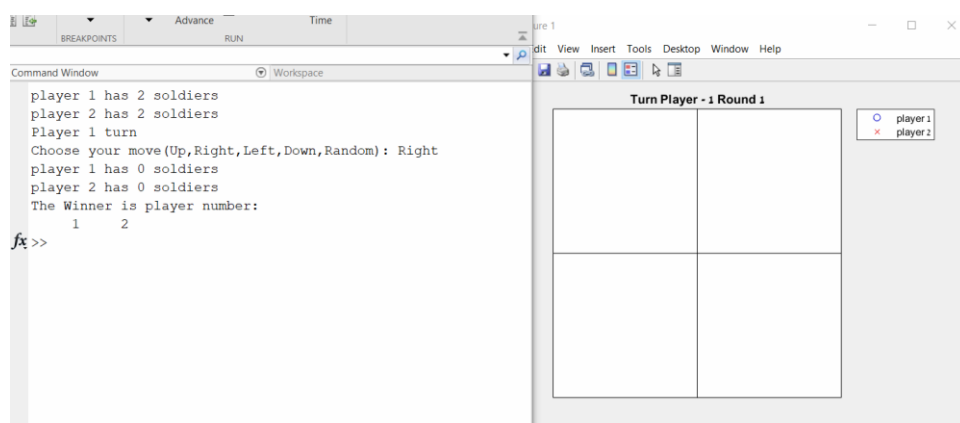 Advance
Time
BREAKPOINTS
RUN
Command Window
Workspace
player 1 has 2 soldiers
player 2 has 2 soldiers
Player 1 turn
Choose your move(Up,Right,Left,Down,Random): Right
player 1 has 0 soldiers
player 2 has 0 soldiers
The Winner is player number:
1 2
fx >>
ure 1
dit View Insert Tools Desktop Window Help
Turn Player - 1 Round 1
player 1
player 2